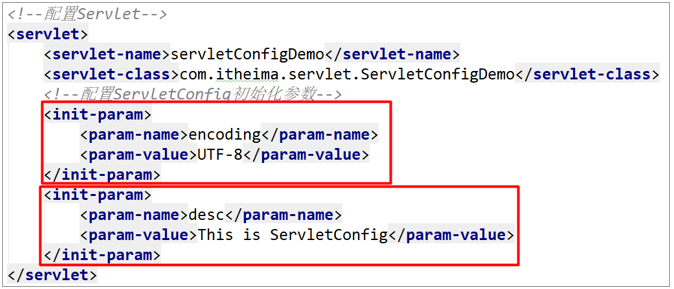 <!--配置Servlet-->
<servlet>
<servlet-name>servletConfigDemo</servlet-name>
<servlet-class>com.itheima.servlet.ServletConfigDemo</servlet-class>
<!--配置ServletConfig初始化参数-->
<init-param>
<param-name>encoding</param-name>
<param-value>UTF-8</param-value>
</init-param>
<init-param>
<param-name>desc</param-name>
<param-value>This is ServletConfig</param-value>
</init-param>
</servlet>